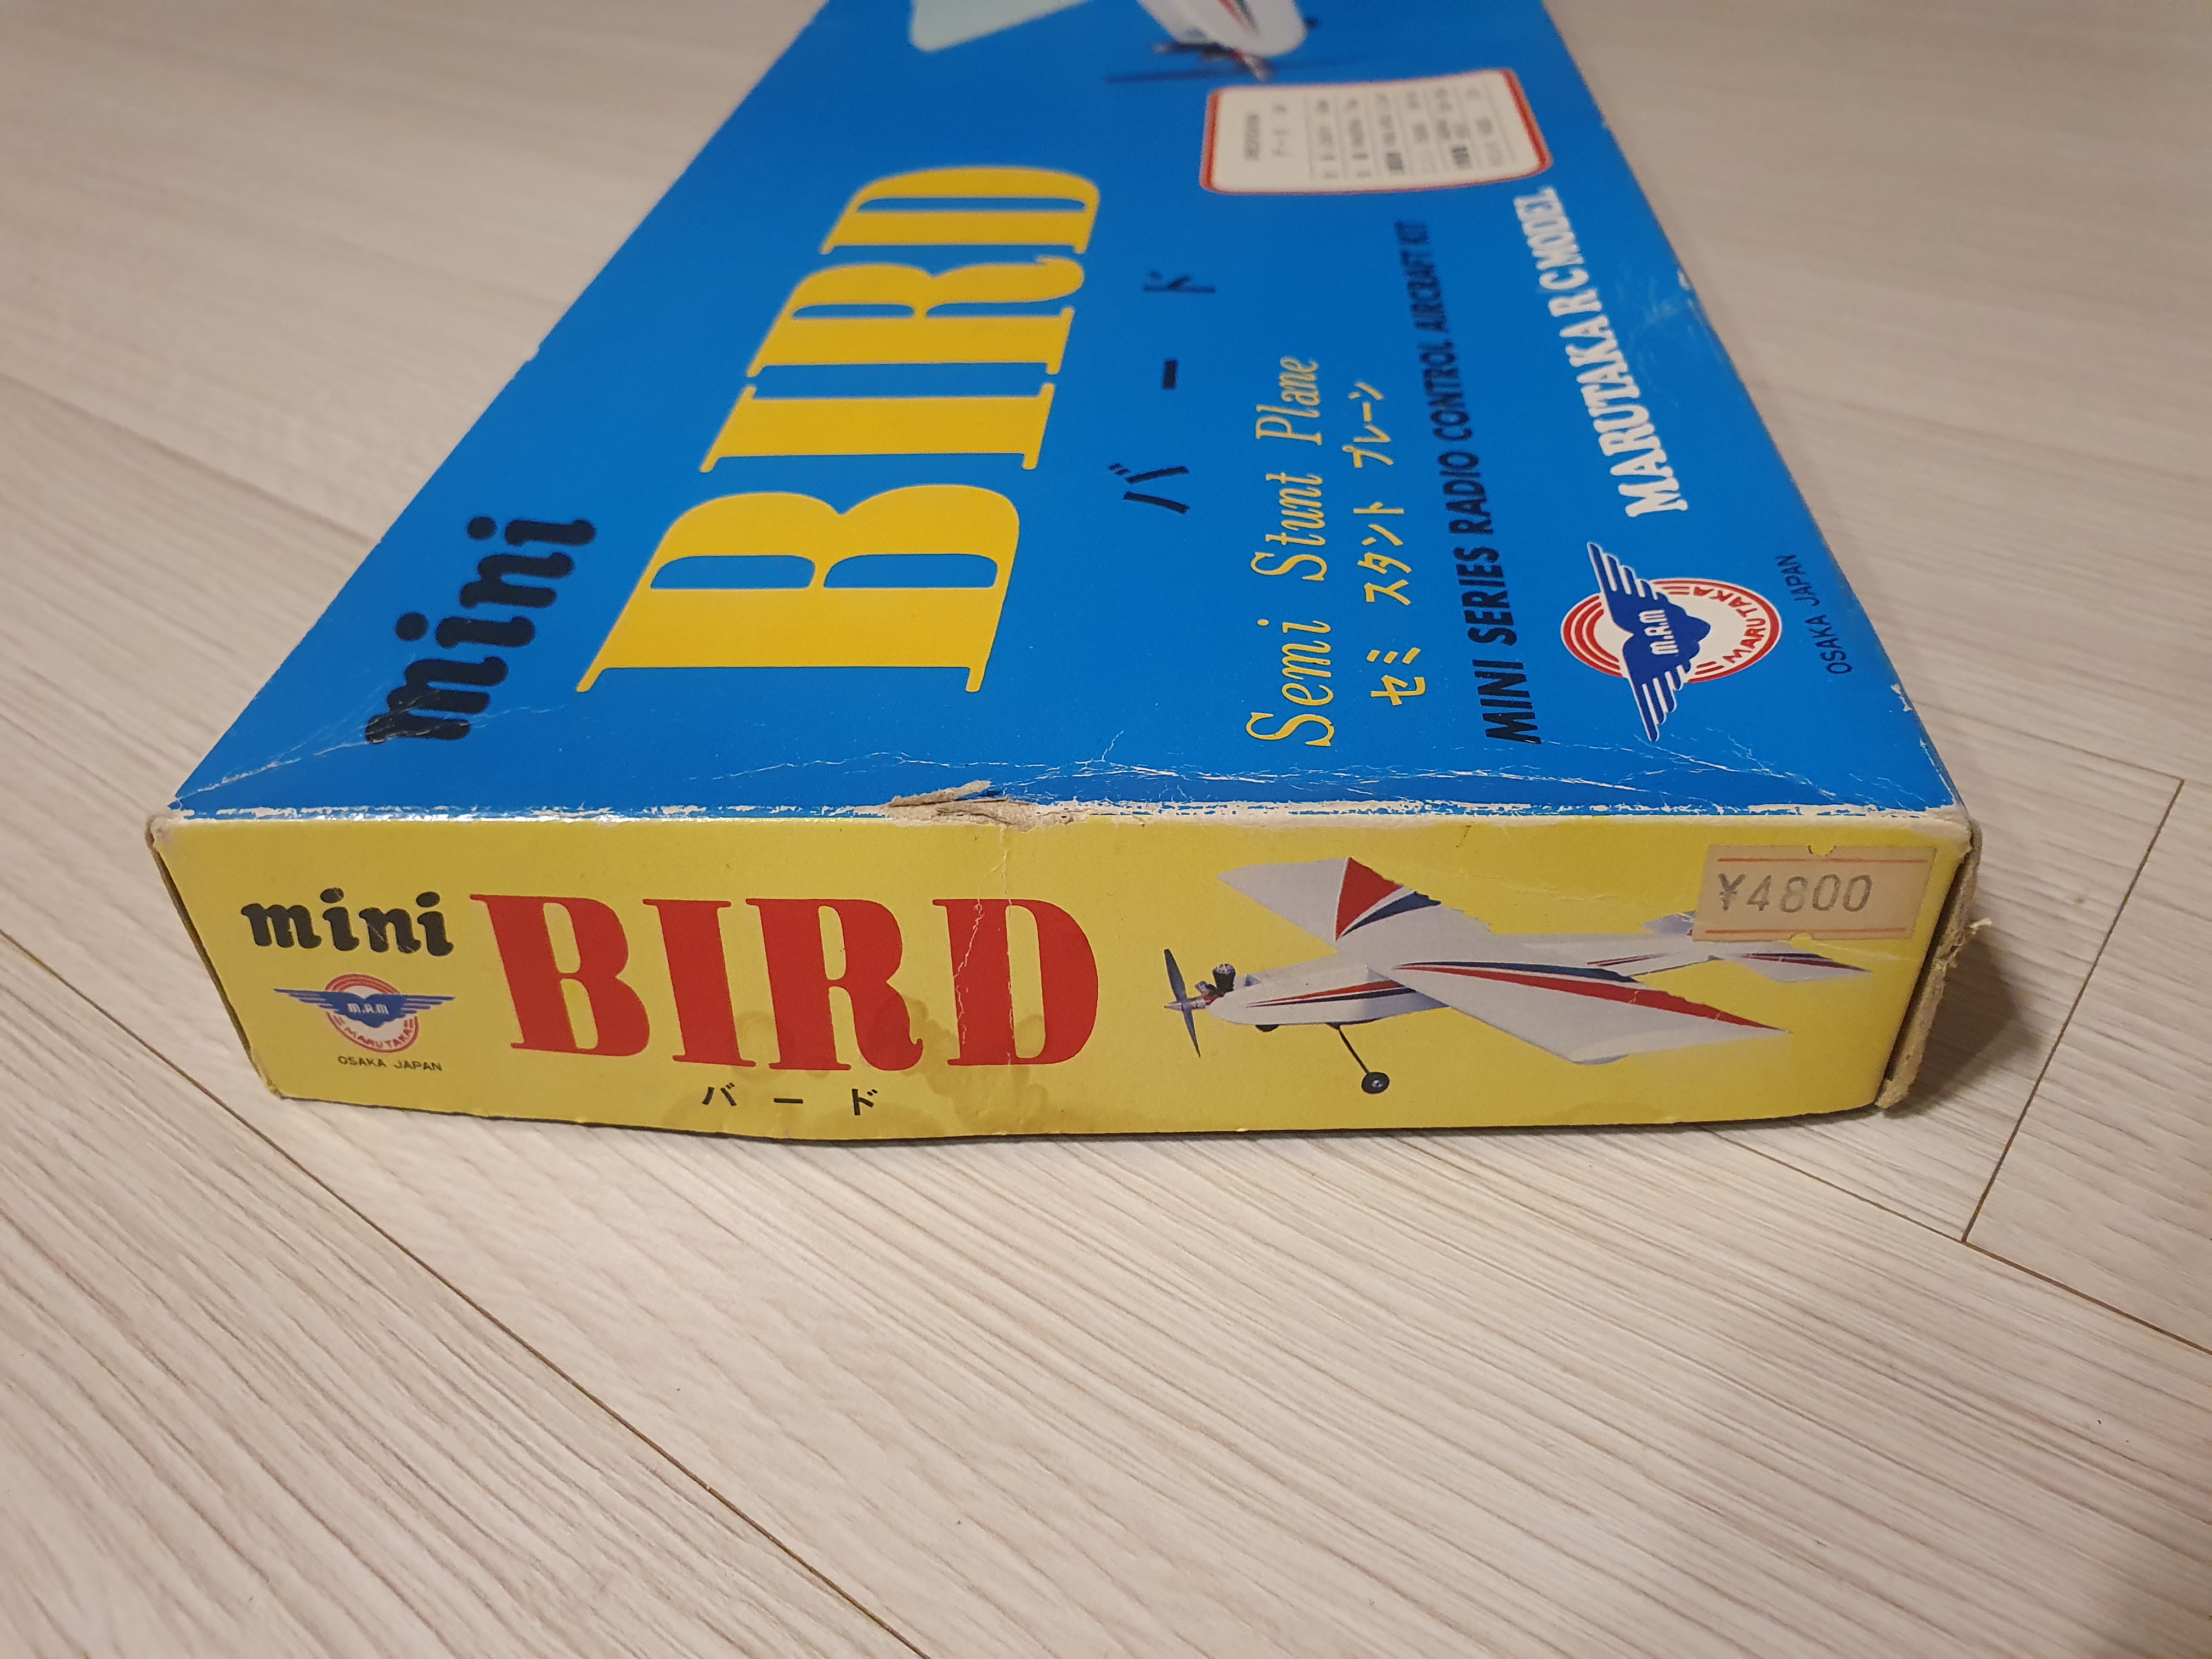 mini
BIRD
バード
Semi Stunt Plane
セミ スタント プレーン
MINI SERIES RADIO CONTROL AIRCRAFT KIT
MARUTAKA R C MODEL
M.R.M
MARUTAKA
OSAKA JAPAN
mini
BIRD
バード
M.R.M
MARUTAKA
OSAKA JAPAN
¥4800